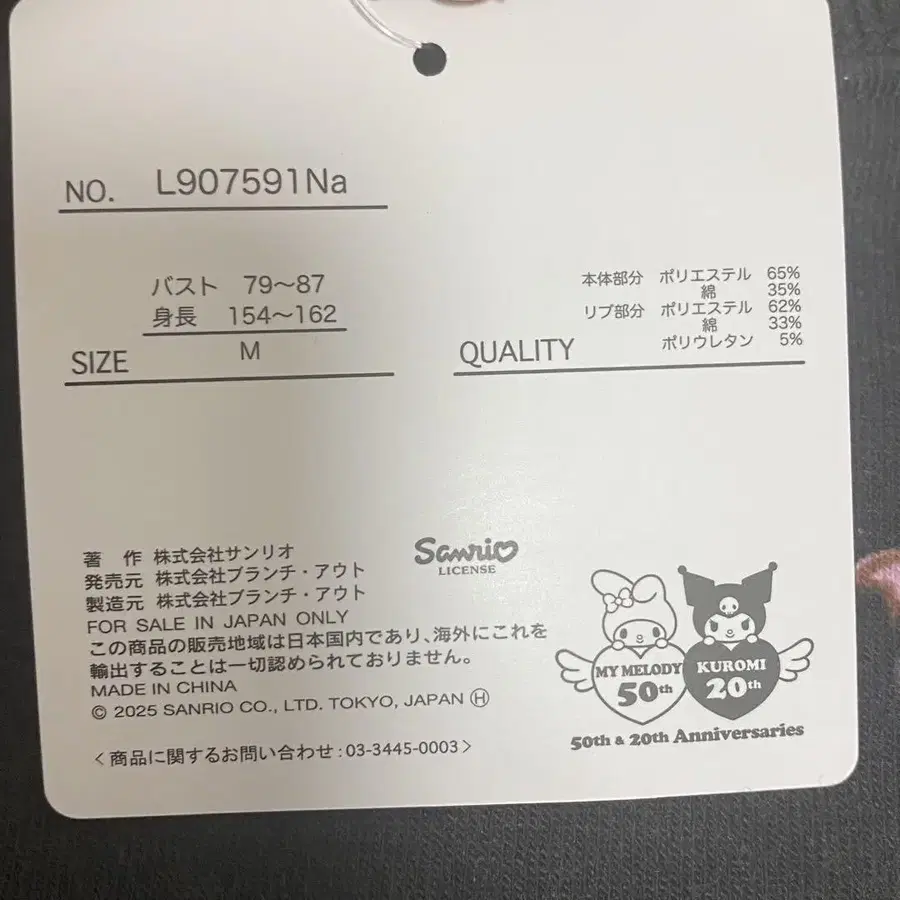 NO. L907591Na
バスト 79～87
身長 154～162
SIZE M
本体部分 ポリエステル 65%
綿 35%
リブ部分 ポリエステル 62%
綿 33%
ポリウレタン 5%
QUALITY
著 作 株式会社サンリオ
発売元 株式会社ブランチ・アウト
製造元 株式会社ブランチ・アウト
FOR SALE IN JAPAN ONLY
この商品の販売地域は日本国内であり、海外にこれを
輸出することは一切認められておりません。
MADE IN CHINA
© 2025 SANRIO CO., LTD. TOKYO, JAPAN Ⓗ
＜商品に関するお問い合わせ：03-3445-0003＞
Sanrio
LICENSE
MY MELODY
50th
KUROMI
20th
50th & 20th Anniversaries